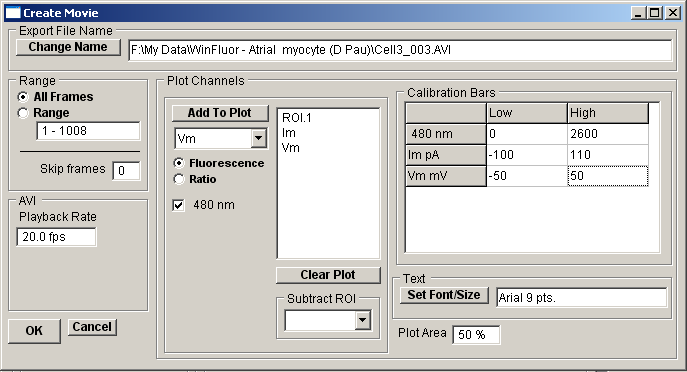 Create Movie
Export File Name
Change Name
F:\My Data\WinFluor - Atrial  myocyte (D Pau)\Cell3_003.AVI
Range
All Frames
Range
1 - 1008
Skip frames 0
AVI
Playback Rate
20.0 fps
OK
Cancel
Plot Channels
Add To Plot
Vm
Fluorescence
Ratio
480 nm
ROI.1
Im
Vm
Clear Plot
Subtract ROI
Calibration Bars
Low High
480 nm 0 2600
Im pA -100 110
Vm mV -50 50
Text
Set Font/Size Arial 9 pts.
Plot Area 50 %